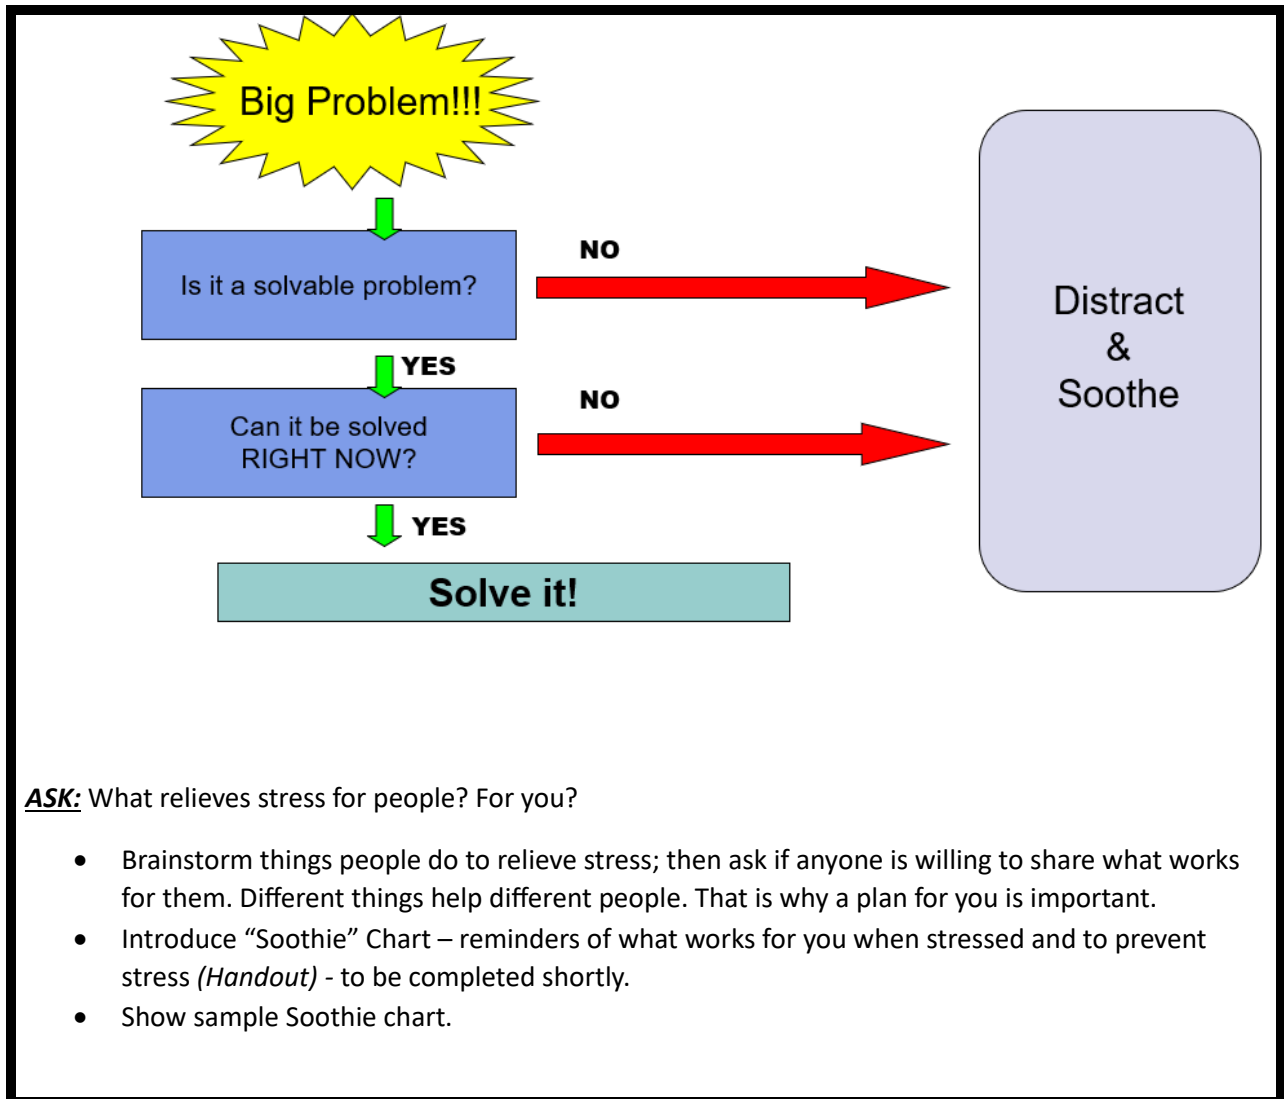 Big Problem!!!
Is it a solvable problem?
NO
YES
Can it be solved
RIGHT NOW?
NO
YES
Solve it!
Distract
&
Soothe
ASK: What relieves stress for people? For you?
• Brainstorm things people do to relieve stress; then ask if anyone is willing to share what works
for them. Different things help different people. That is why a plan for you is important.
• Introduce “Soothie” Chart – reminders of what works for you when stressed and to prevent
stress (Handout) - to be completed shortly.
• Show sample Soothie chart.